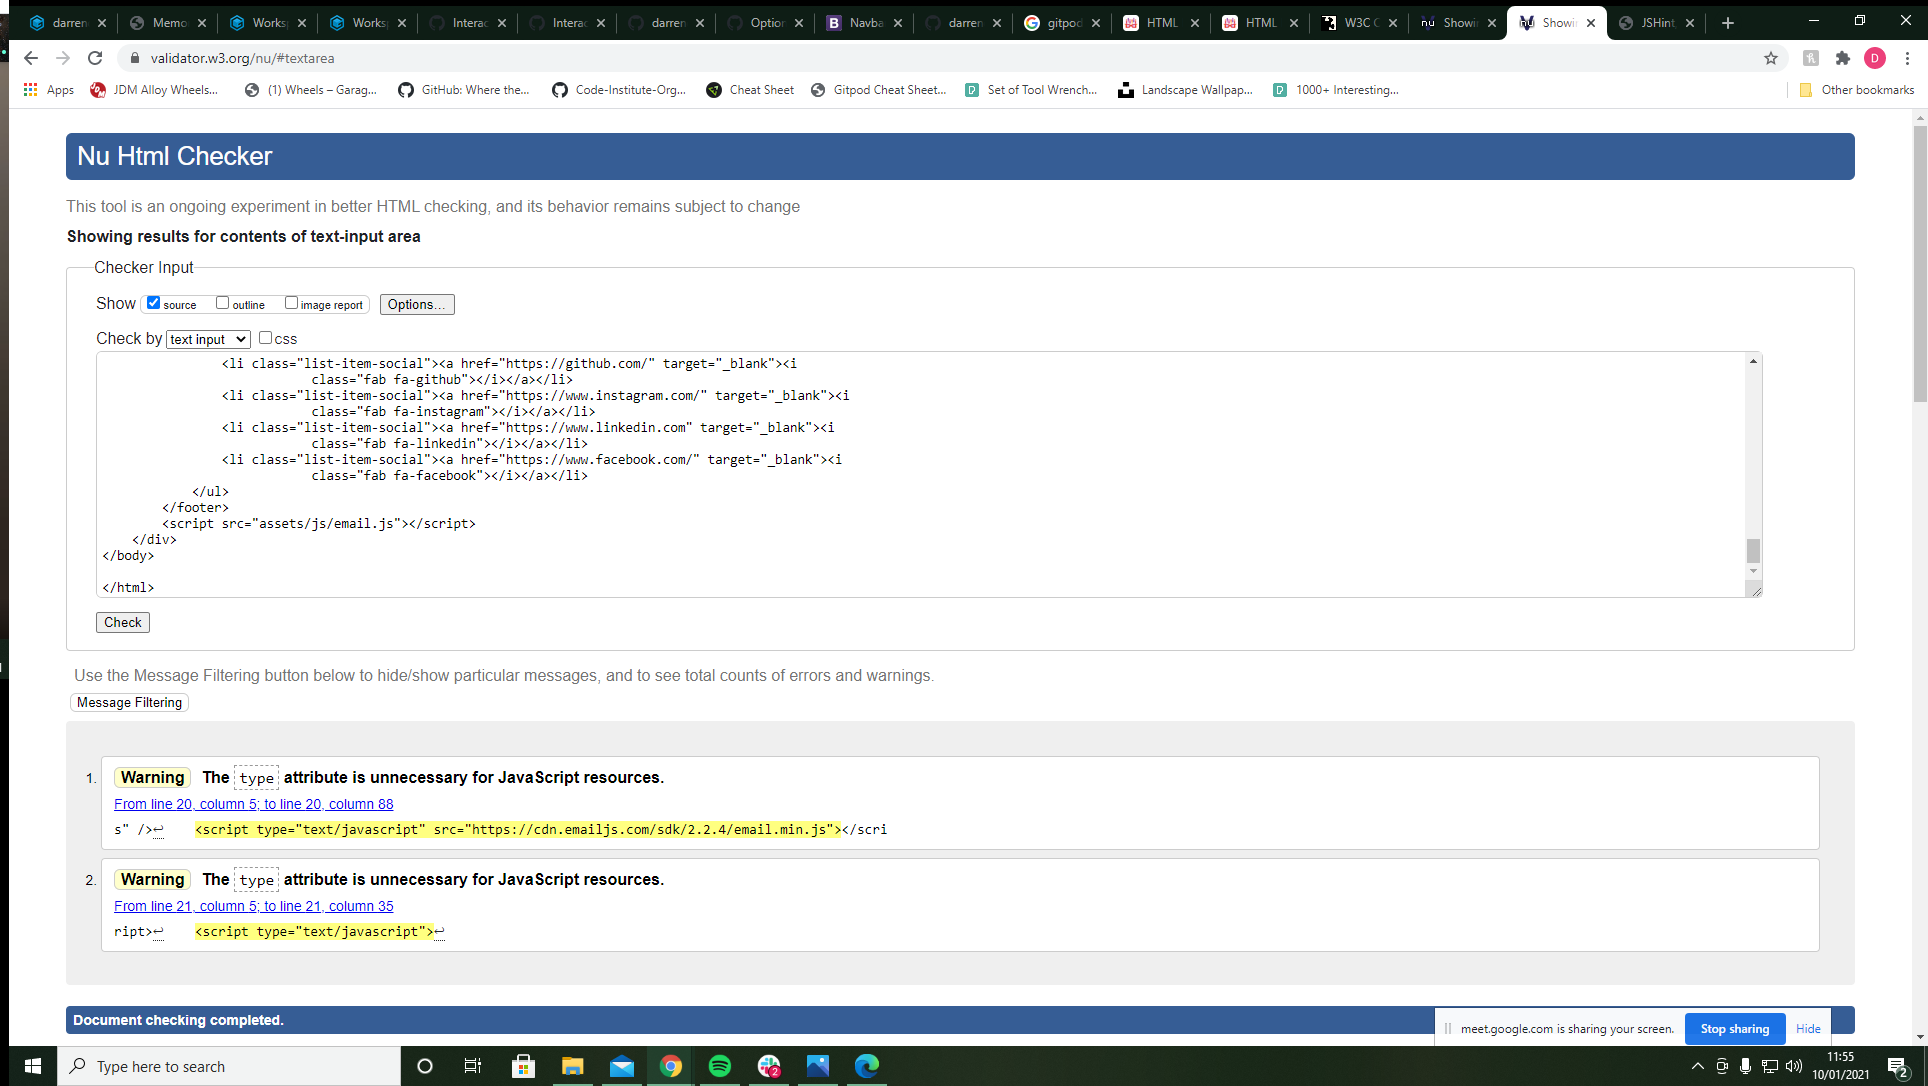 darren
Memo
Works
Works
Interac
Interac
darren
Option
Navba
darren
gitpod
HTML
HTML
W3C C
Showi
Showi
JSHint
validator.w3.org/nu/#textarea
D
Apps
JDM Alloy Wheels...
(1) Wheels – Garag...
GitHub: Where the...
Code-Institute-Org...
Cheat Sheet
Gitpod Cheat Sheet...
Set of Tool Wrench...
Landscape Wallpap...
1000+ Interesting...
Other bookmarks
Nu Html Checker
This tool is an ongoing experiment in better HTML checking, and its behavior remains subject to change
Showing results for contents of text-input area
Checker Input
Show source outline image report Options...
Check by text input css
<li class="list-item-social"><a href="https://github.com/" target="_blank"><i
class="fab fa-github"></i></a></li>
<li class="list-item-social"><a href="https://www.instagram.com/" target="_blank"><i
class="fab fa-instagram"></i></a></li>
<li class="list-item-social"><a href="https://www.linkedin.com" target="_blank"><i
class="fab fa-linkedin"></i></a></li>
<li class="list-item-social"><a href="https://www.facebook.com/" target="_blank"><i
class="fab fa-facebook"></i></a></li>
</ul>
</footer>
<script src="assets/js/email.js"></script>
</div>
</body>
</html>
Check
Use the Message Filtering button below to hide/show particular messages, and to see total counts of errors and warnings.
Message Filtering
1. Warning The type attribute is unnecessary for JavaScript resources.
From line 20, column 5; to line 20, column 88
s" />↩ <script type="text/javascript" src="https://cdn.emailjs.com/sdk/2.2.4/email.min.js"></scri
2. Warning The type attribute is unnecessary for JavaScript resources.
From line 21, column 5; to line 21, column 35
ript>↩ <script type="text/javascript">↩
Document checking completed.
meet.google.com is sharing your screen.
Stop sharing
Hide
Type here to search
2
11:55
10/01/2021
2